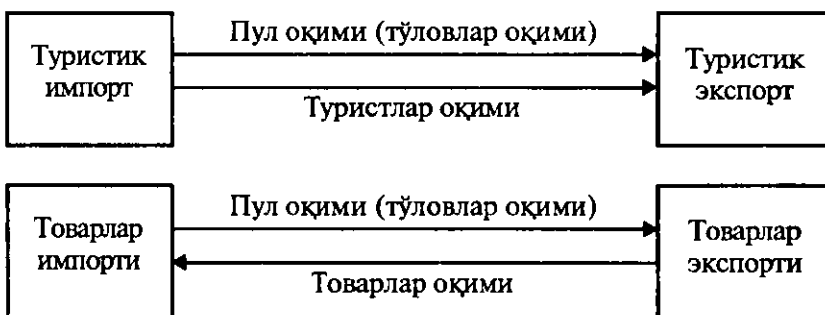 Пул оқими (тўловлар оқими)
Туристик
импорт
Туристик
экспорт
Туристлар оқими
Пул оқими (тўловлар оқими)
Товарлар
импорти
Товарлар
экспорти
Товарлар оқими